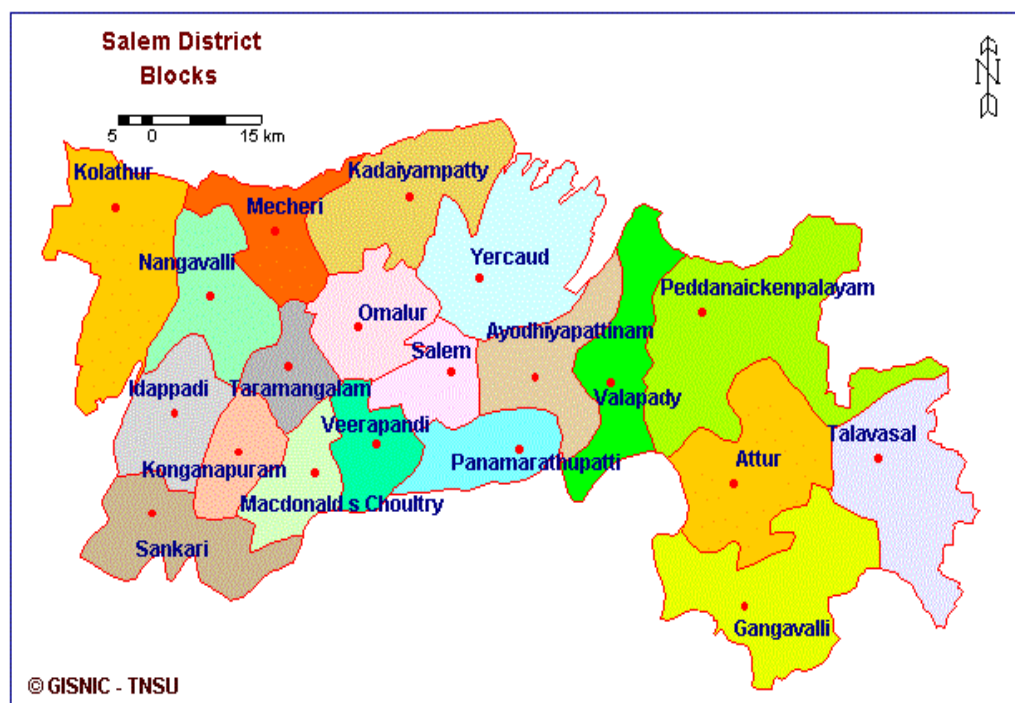 Salem District
Blocks
N
5 0 15 km
Kolathur
Kadaiyampatty
Mecheri
Nangavalli
Yercaud
Peddanaickenpalayam
Omalur
Ayodhiyapattinam
Salem
Idappadi
Taramangalam
Valapady
Veerapandi
Talavasal
Konganapuram
Panamarathupatti
Attur
Macdonald s Choultry
Sankari
Gangavalli
© GISNIC - TNSU